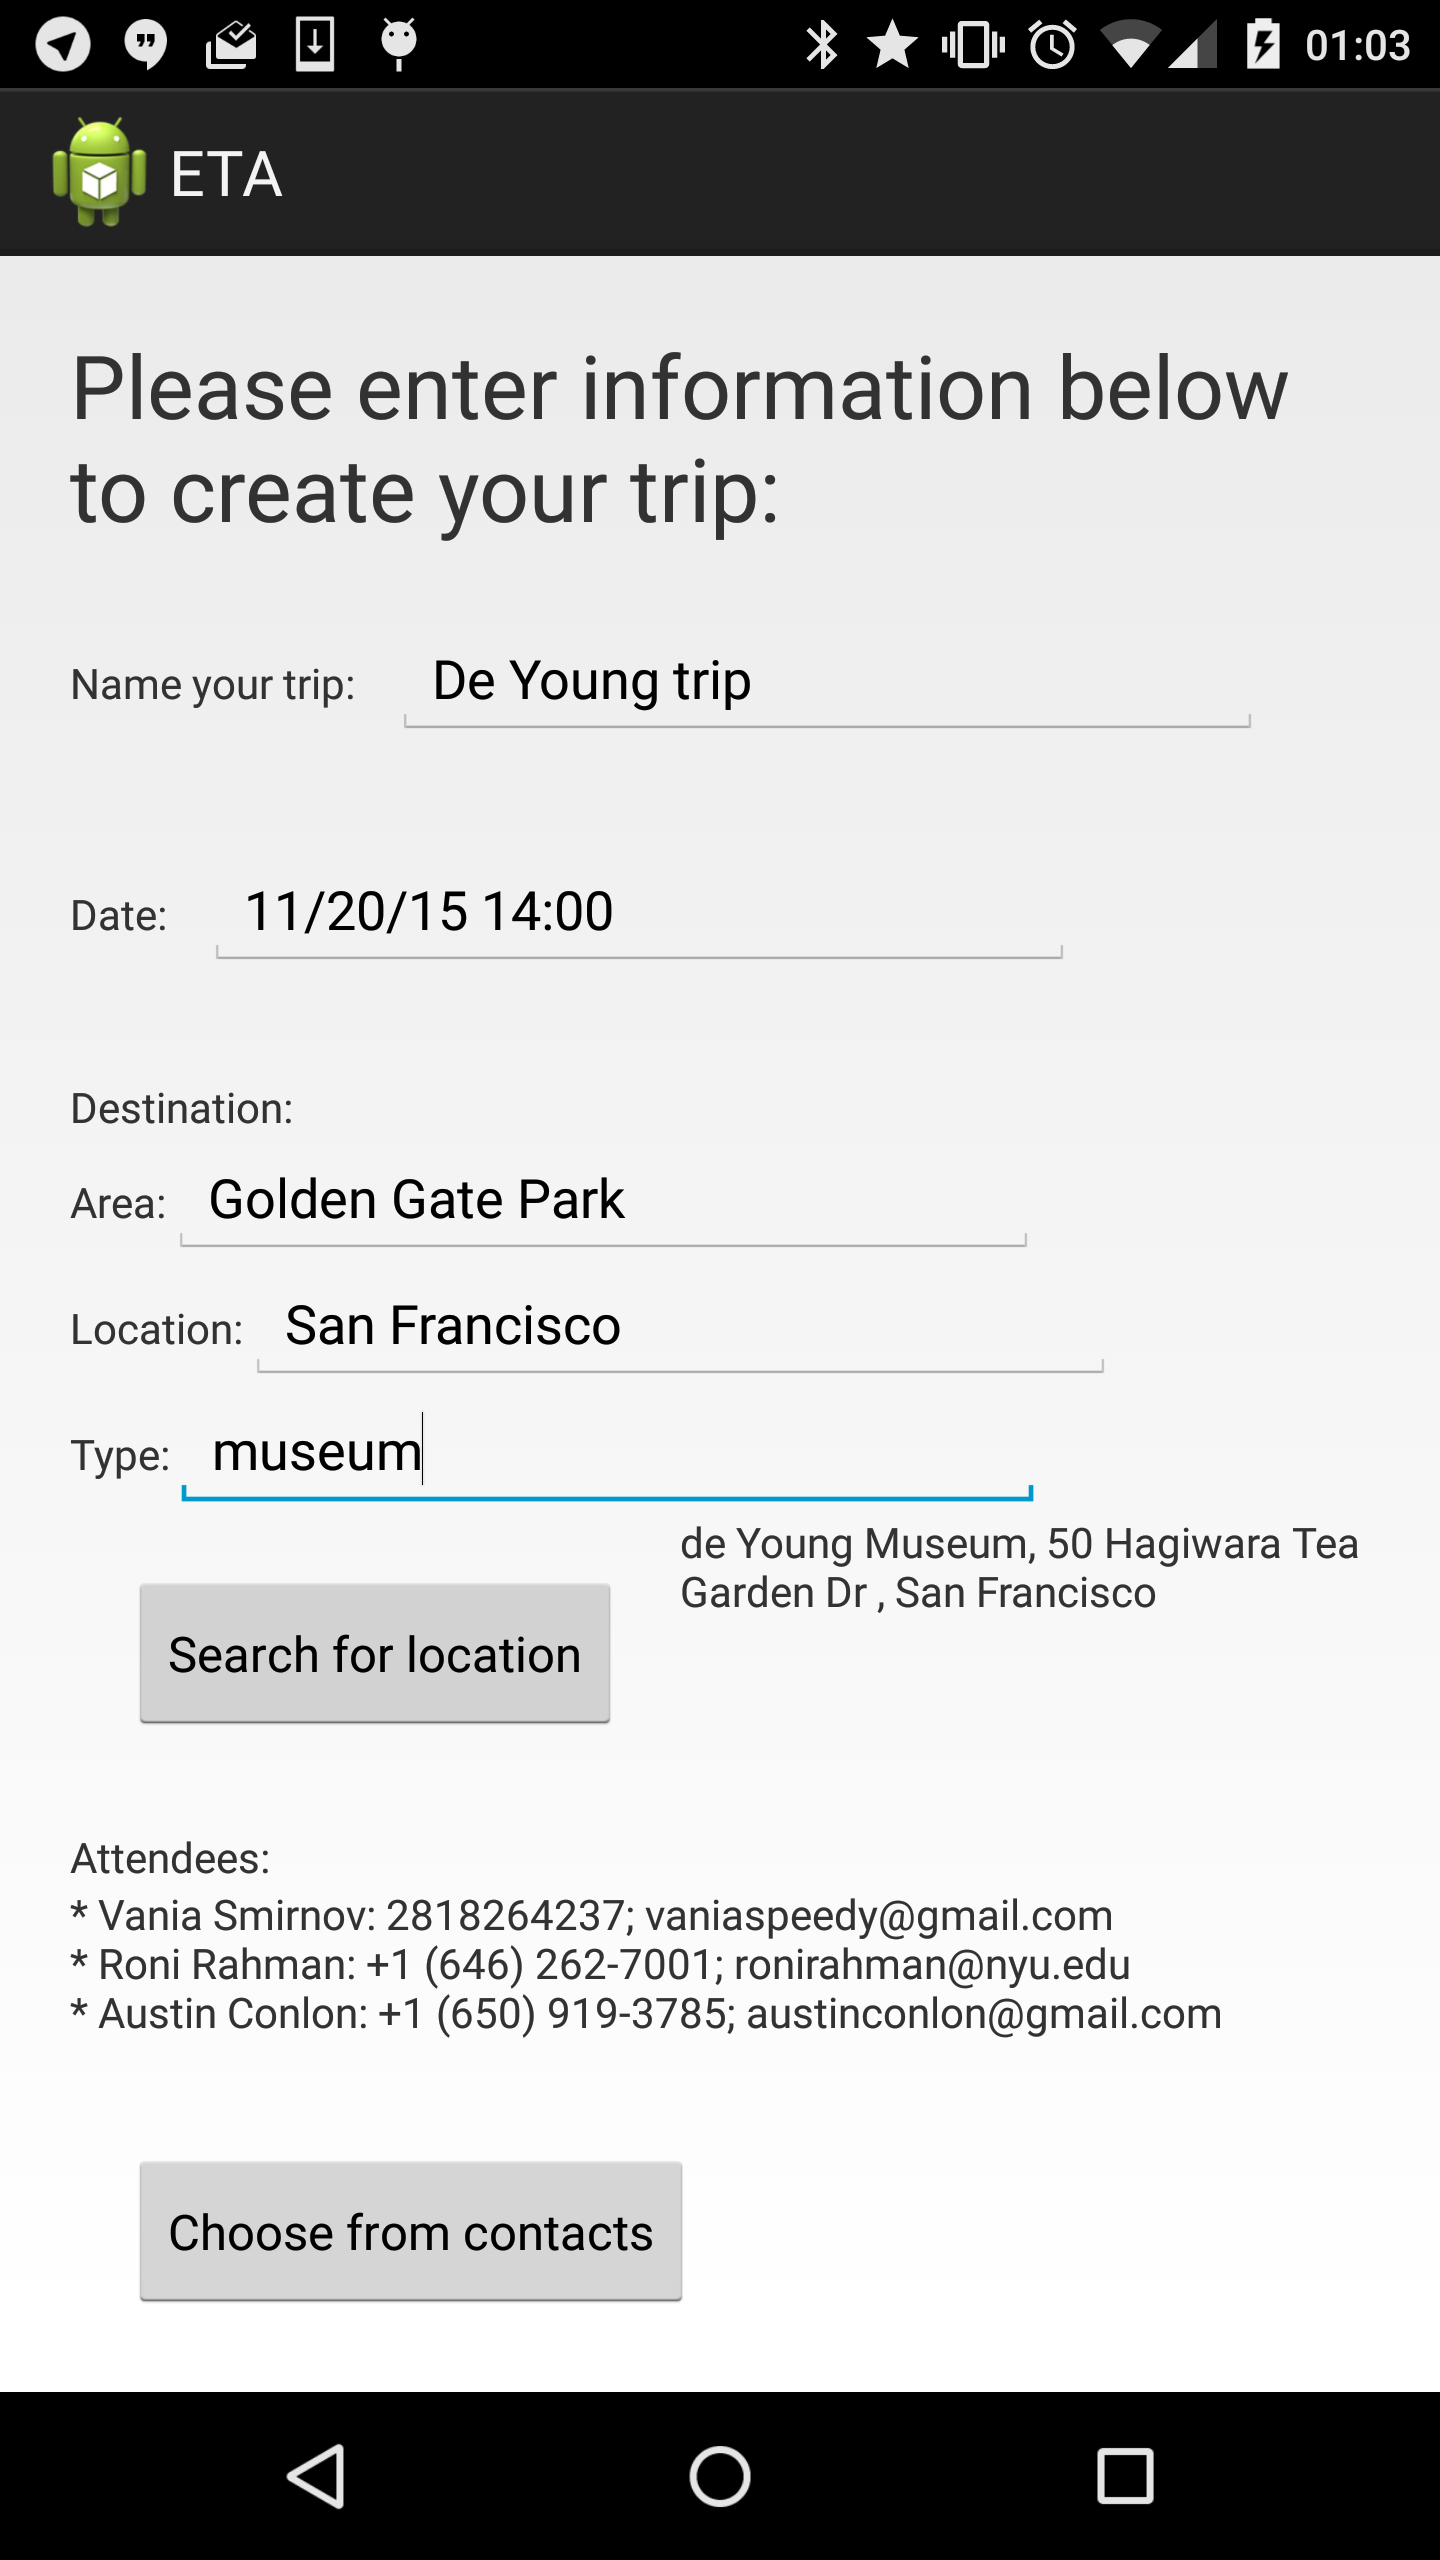 01:03
ETA
Please enter information below
to create your trip:
Name your trip: De Young trip
Date: 11/20/15 14:00
Destination:
Area: Golden Gate Park
Location: San Francisco
Type: museum
de Young Museum, 50 Hagiwara Tea
Garden Dr , San Francisco
Search for location
Attendees:
* Vania Smirnov: 2818264237; vaniaspeedy@gmail.com
* Roni Rahman: +1 (646) 262-7001; ronirahman@nyu.edu
* Austin Conlon: +1 (650) 919-3785; austinconlon@gmail.com
Choose from contacts